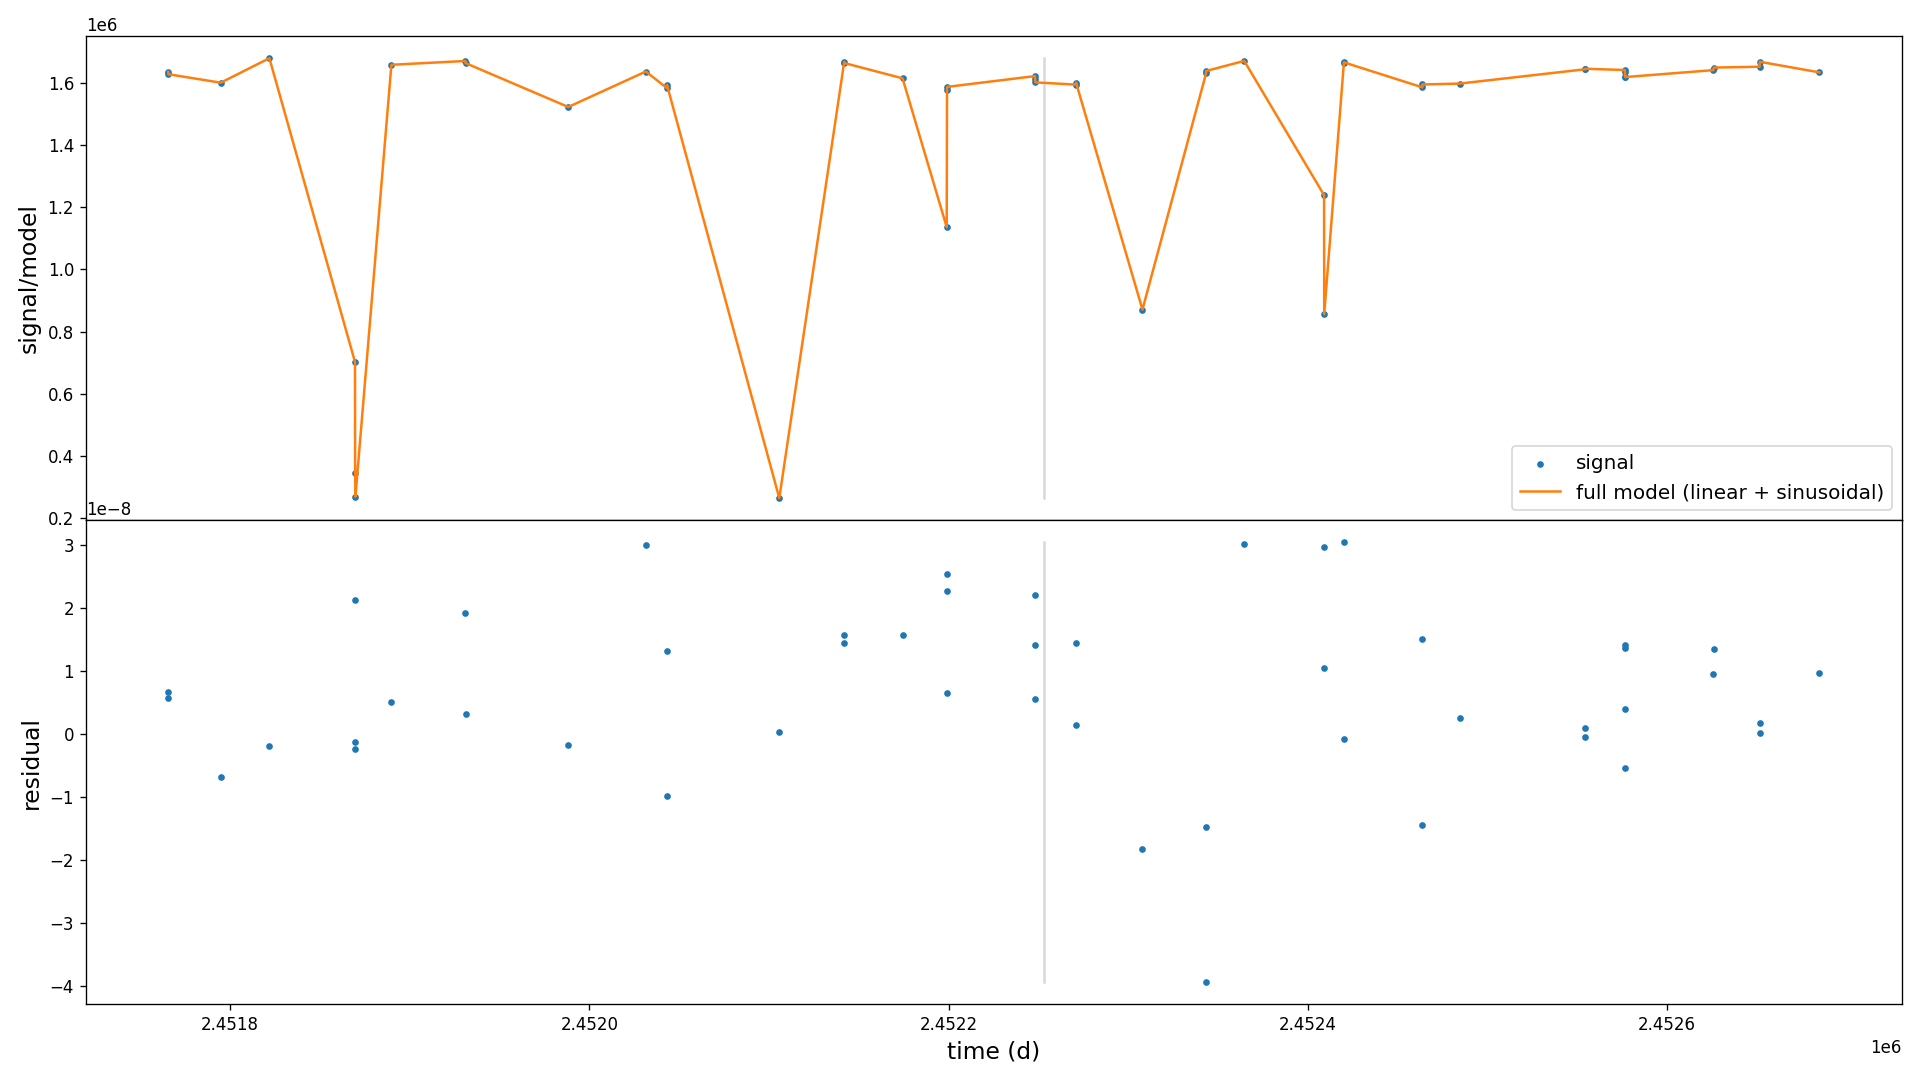 1e6
signal/model
1.6
1.4
1.2
1.0
0.8
0.6
0.4
0.2
signal
full model (linear + sinusoidal)
1e−8
residual
3
2
1
0
−1
−2
−3
−4
2.4518 2.4520 2.4522 2.4524 2.4526
time (d)
1e6